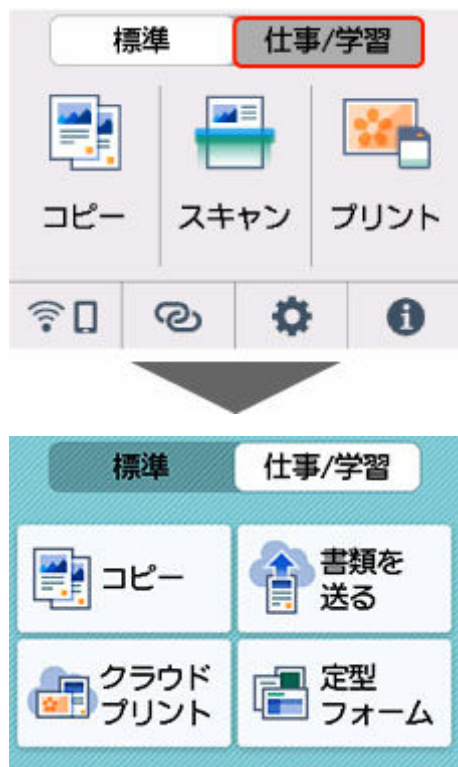 標準 仕事/学習
コピー スキャン プリント
標準 仕事/学習
コピー
書類を
送る
クラウド
プリント
定型
フォーム